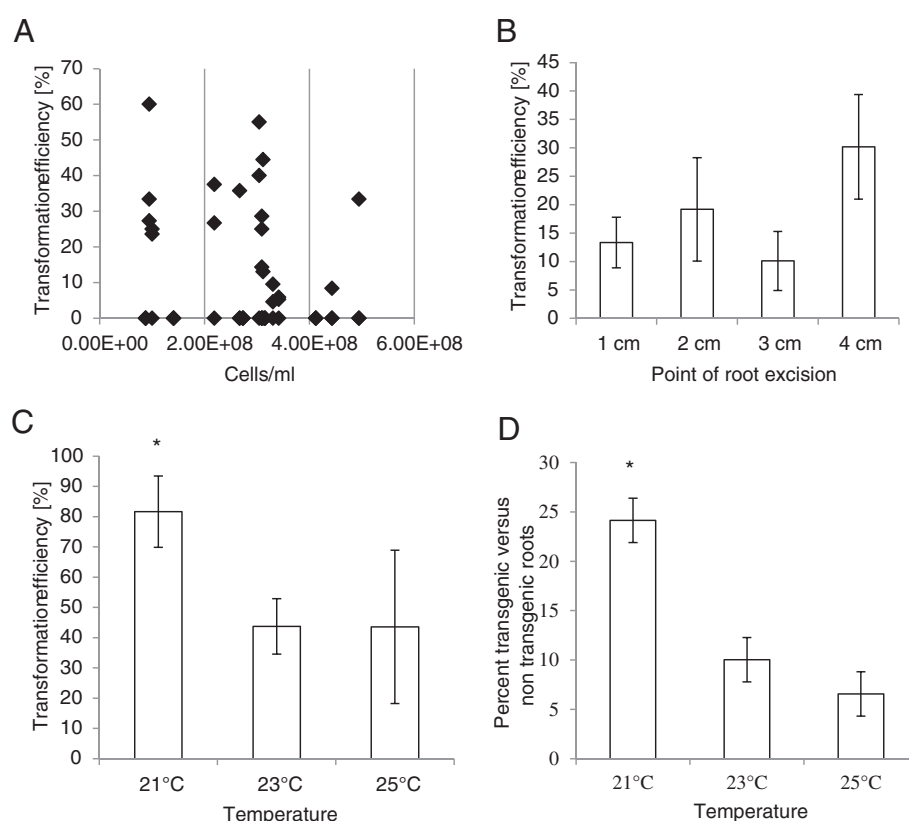 A
Transformationefficiency [%]
70
60
50
40
30
20
10
0
0.00E+00 2.00E+08 4.00E+08 6.00E+08
Cells/ml
B
Transformationefficiency [%]
45
40
35
30
25
20
15
10
5
0
1 cm 2 cm 3 cm 4 cm
Point of root excision
C
Transformationefficiency [%]
100
90
80
70
60
50
40
30
20
10
0
*
21°C 23°C 25°C
Temperature
D
Percent transgenic versus
non transgenic roots
30
25
20
15
10
5
0
*
21°C 23°C 25°C
Temperature